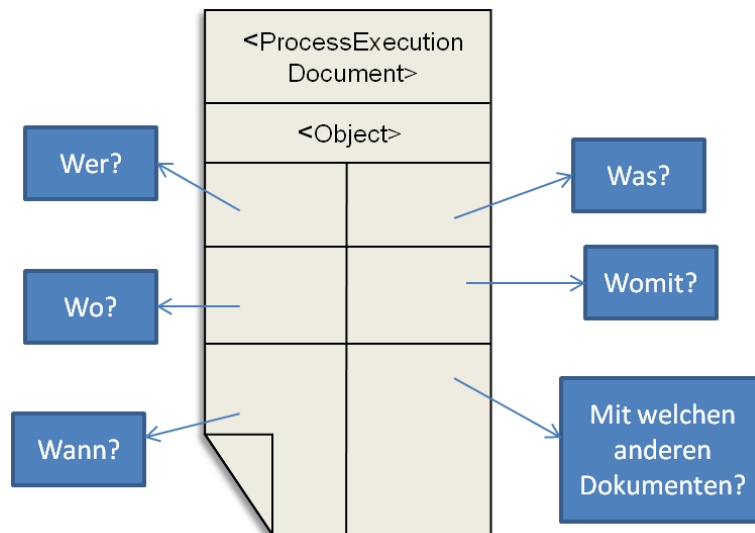 <ProcessExecution
Document>
<Object>
Wer?
Was?
Wo?
Womit?
Wann?
Mit welchen
anderen
Dokumenten?